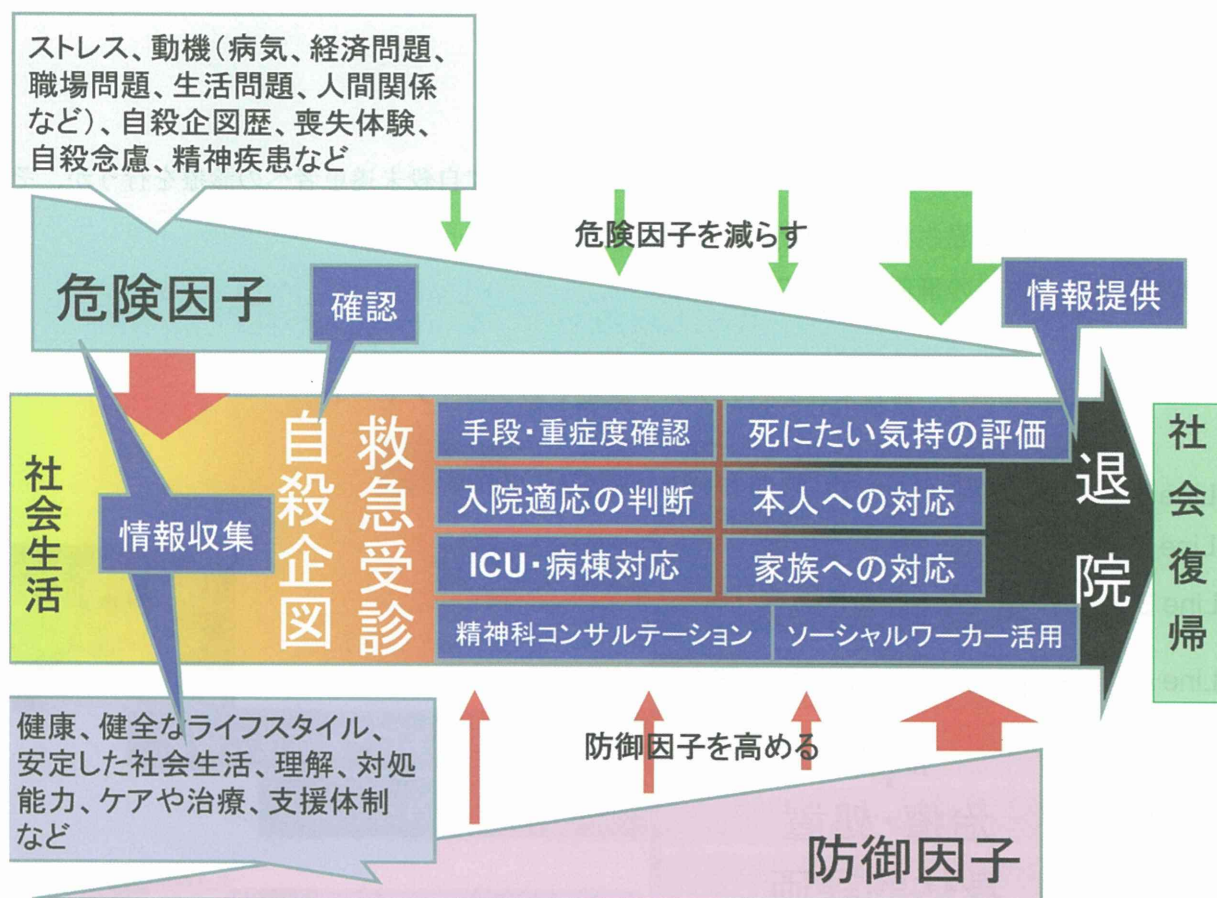 ストレス、動機(病気、経済問題、
職場問題、生活問題、人間関係
など)、自殺企図歴、喪失体験、
自殺念慮、精神疾患など
危険因子を減らす
危険因子
確認
情報提供
社会生活
情報収集
自殺企図
救急受診
手段・重症度確認
死にたい気持の評価
入院適応の判断
本人への対応
ICU・病棟対応
家族への対応
精神科コンサルテーション
ソーシャルワーカー活用
退院
社会復帰
健康、健全なライフスタイル、
安定した社会生活、理解、対処
能力、ケアや治療、支援体制
など
防御因子を高める
防御因子